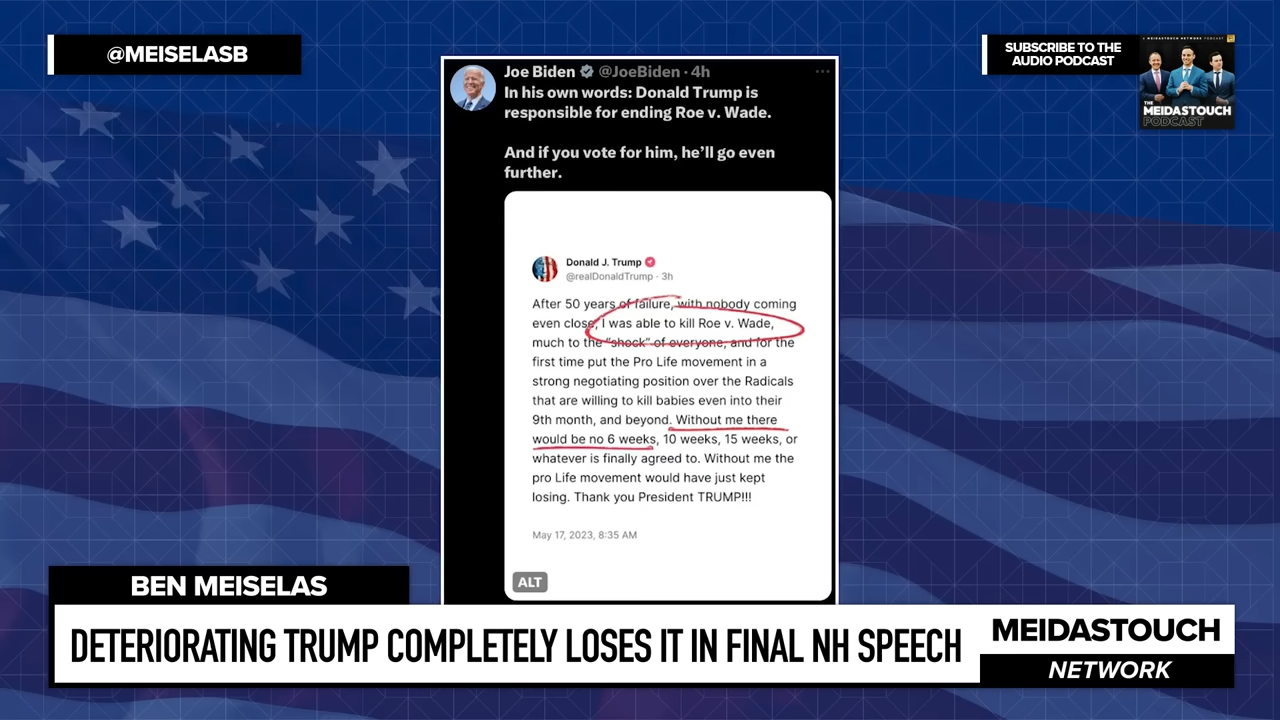 @MEISELASB
SUBSCRIBE TO THE
AUDIO PODCAST
A MEIDASTOUCH NETWORK PODCAST
THE
MEIDASTOUCH
PODCAST
Joe Biden @JoeBiden · 4h ...
In his own words: Donald Trump is
responsible for ending Roe v. Wade.
And if you vote for him, he’ll go even
further.
Donald J. Trump
@realDonaldTrump · 3h
After 50 years of failure, with nobody coming
even close, I was able to kill Roe v. Wade,
much to the “shock” of everyone, and for the
first time put the Pro Life movement in a
strong negotiating position over the Radicals
that are willing to kill babies even into their
9th month, and beyond. Without me there
would be no 6 weeks, 10 weeks, 15 weeks, or
whatever is finally agreed to. Without me the
pro Life movement would have just kept
losing. Thank you President TRUMP!!!
May 17, 2023, 8:35 AM
ALT
BEN MEISELAS
DETERIORATING TRUMP COMPLETELY LOSES IT IN FINAL NH SPEECH
MEIDASTOUCH
NETWORK